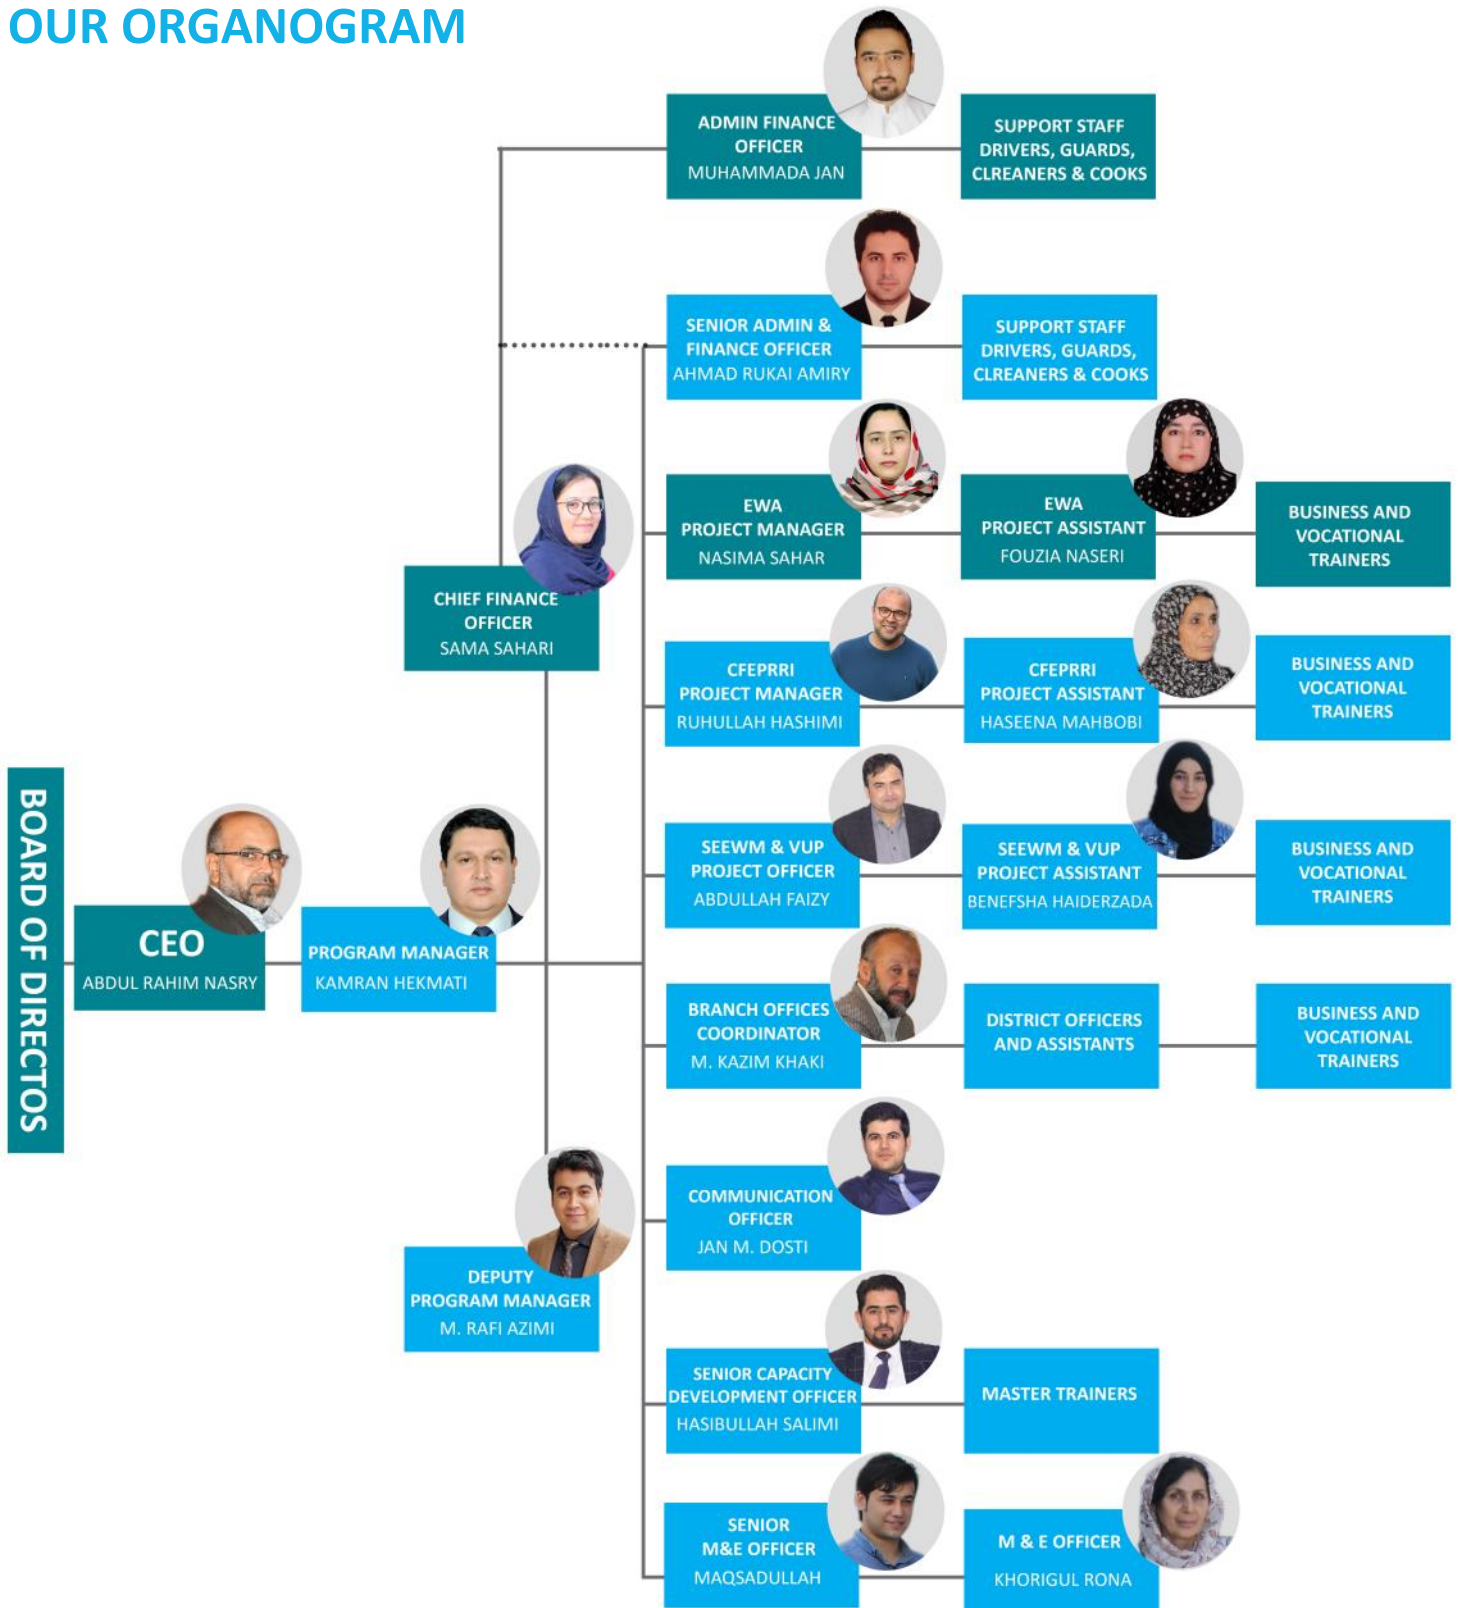 OUR ORGANOGRAM
ADMIN FINANCE
OFFICER
MUHAMMADA JAN
SUPPORT STAFF
DRIVERS, GUARDS,
CLREANERS & COOKS
SENIOR ADMIN &
FINANCE OFFICER
AHMAD RUKAI AMIRY
SUPPORT STAFF
DRIVERS, GUARDS,
CLREANERS & COOKS
EWA
PROJECT MANAGER
NASIMA SAHAR
EWA
PROJECT ASSISTANT
FOUZIA NASERI
BUSINESS AND
VOCATIONAL
TRAINERS
CHIEF FINANCE
OFFICER
SAMA SAHARI
CFEPRRI
PROJECT MANAGER
RUHULLAH HASHIMI
CFEPRRI
PROJECT ASSISTANT
HASEENA MAHBOBI
BUSINESS AND
VOCATIONAL
TRAINERS
SEEWM & VUP
PROJECT OFFICER
ABDULLAH FAIZY
SEEWM & VUP
PROJECT ASSISTANT
BENEFSHA HAIDERZADA
BUSINESS AND
VOCATIONAL
TRAINERS
BOARD OF DIRECTOS
CEO
ABDUL RAHIM NASRY
PROGRAM MANAGER
KAMRAN HEKMATI
BRANCH OFFICES
COORDINATOR
M. KAZIM KHAKI
DISTRICT OFFICERS
AND ASSISTANTS
BUSINESS AND
VOCATIONAL
TRAINERS
COMMUNICATION
OFFICER
JAN M. DOSTI
DEPUTY
PROGRAM MANAGER
M. RAFI AZIMI
SENIOR CAPACITY
DEVELOPMENT OFFICER
HASIBULLAH SALIMI
MASTER TRAINERS
SENIOR
M&E OFFICER
MAQSADULLAH
M & E OFFICER
KHORIGUL RONA